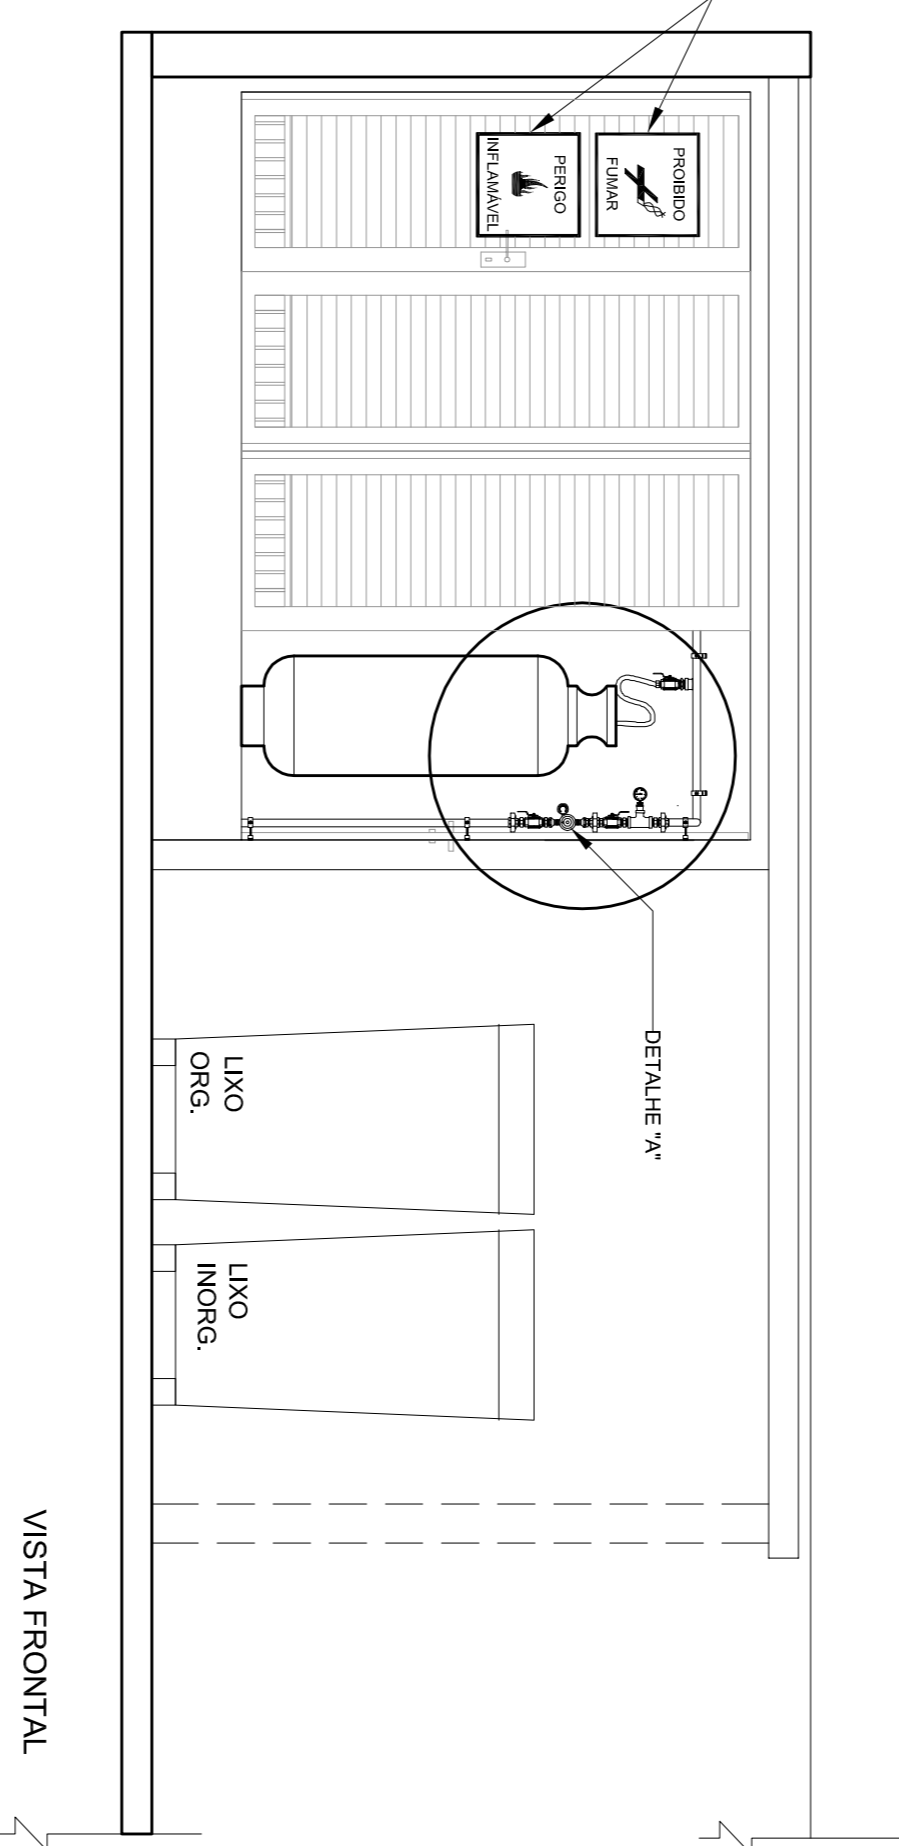 PROIBIDO
FUMAR
PERIGO
INFLAMÁVEL
DETALHE "A"
LIXO
ORG.
LIXO
INORG.
VISTA FRONTAL